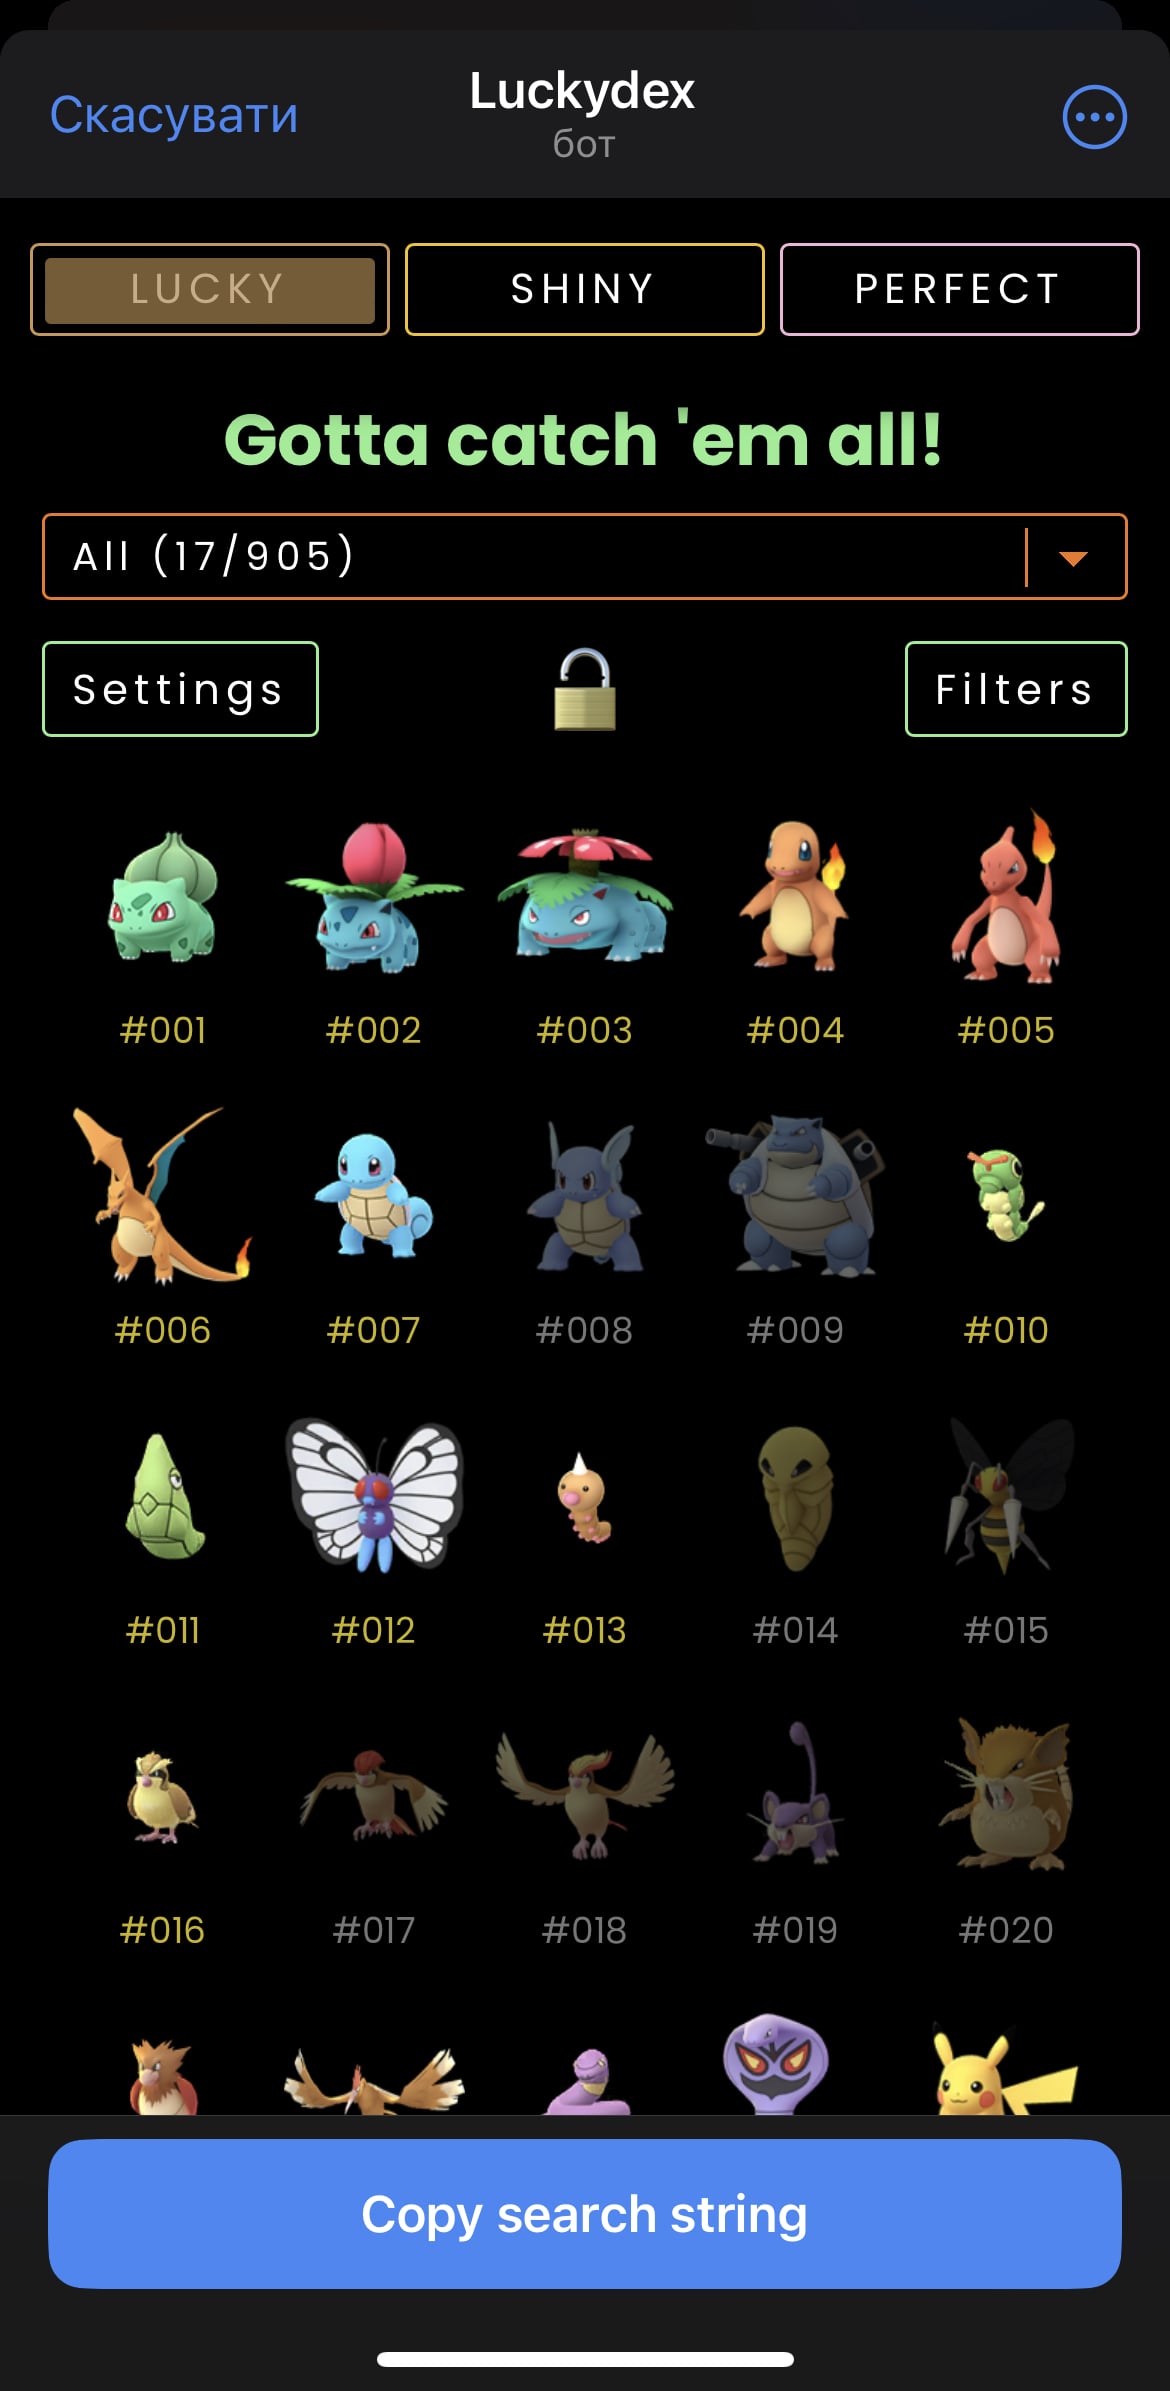 Скасувати
Luckydex
бот
LUCKY
SHINY
PERFECT
Gotta catch 'em all!
All (17/905)
Settings
Filters
#001
#002
#003
#004
#005
#006
#007
#008
#009
#010
#011
#012
#013
#014
#015
#016
#017
#018
#019
#020
Copy search string